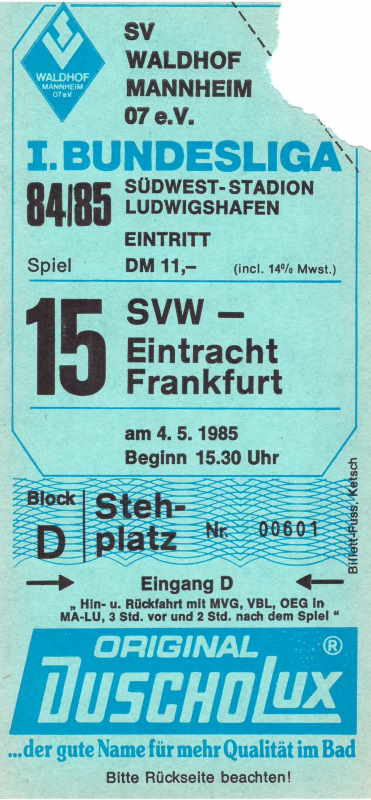 WALDHOF
MANNHEIM
07 e.V.
SV
WALDHOF
MANNHEIM
07 e.V.
I. BUNDESLIGA
84/85
SÜDWEST-STADION
LUDWIGSHAFEN
EINTRITT
Spiel DM 11,– (incl. 14% Mwst.)
15
SVW –
Eintracht
Frankfurt
am 4. 5. 1985
Beginn 15.30 Uhr
Block
D
Steh-
platz Nr. 00601
Billett-Fuss, Ketsch
Eingang D
„ Hin- u. Rückfahrt mit MVG, VBL, OEG in
MA-LU, 3 Std. vor und 2 Std. nach dem Spiel "
ORIGINAL ®
DUSCHOLUX
...der gute Name für mehr Qualität im Bad
Bitte Rückseite beachten!